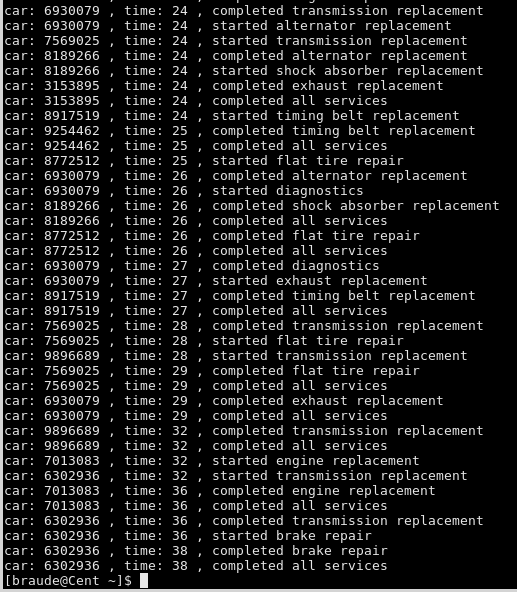 car: 6930079 , time: 24 , completed transmission replacement
car: 6930079 , time: 24 , started alternator replacement
car: 7569025 , time: 24 , started transmission replacement
car: 8189266 , time: 24 , completed alternator replacement
car: 8189266 , time: 24 , started shock absorber replacement
car: 3153895 , time: 24 , completed exhaust replacement
car: 3153895 , time: 24 , completed all services
car: 8917519 , time: 24 , started timing belt replacement
car: 9254462 , time: 25 , completed timing belt replacement
car: 9254462 , time: 25 , completed all services
car: 8772512 , time: 25 , started flat tire repair
car: 6930079 , time: 26 , completed alternator replacement
car: 6930079 , time: 26 , started diagnostics
car: 8189266 , time: 26 , completed shock absorber replacement
car: 8189266 , time: 26 , completed all services
car: 8772512 , time: 26 , completed flat tire repair
car: 8772512 , time: 26 , completed all services
car: 6930079 , time: 27 , completed diagnostics
car: 6930079 , time: 27 , started exhaust replacement
car: 8917519 , time: 27 , completed timing belt replacement
car: 8917519 , time: 27 , completed all services
car: 7569025 , time: 28 , completed transmission replacement
car: 7569025 , time: 28 , started flat tire repair
car: 9896689 , time: 28 , started transmission replacement
car: 7569025 , time: 29 , completed flat tire repair
car: 7569025 , time: 29 , completed all services
car: 6930079 , time: 29 , completed exhaust replacement
car: 6930079 , time: 29 , completed all services
car: 9896689 , time: 32 , completed transmission replacement
car: 9896689 , time: 32 , completed all services
car: 7013083 , time: 32 , started engine replacement
car: 6302936 , time: 32 , started transmission replacement
car: 7013083 , time: 36 , completed engine replacement
car: 7013083 , time: 36 , completed all services
car: 6302936 , time: 36 , completed transmission replacement
car: 6302936 , time: 36 , started brake repair
car: 6302936 , time: 38 , completed brake repair
car: 6302936 , time: 38 , completed all services
[braude@Cent ~]$